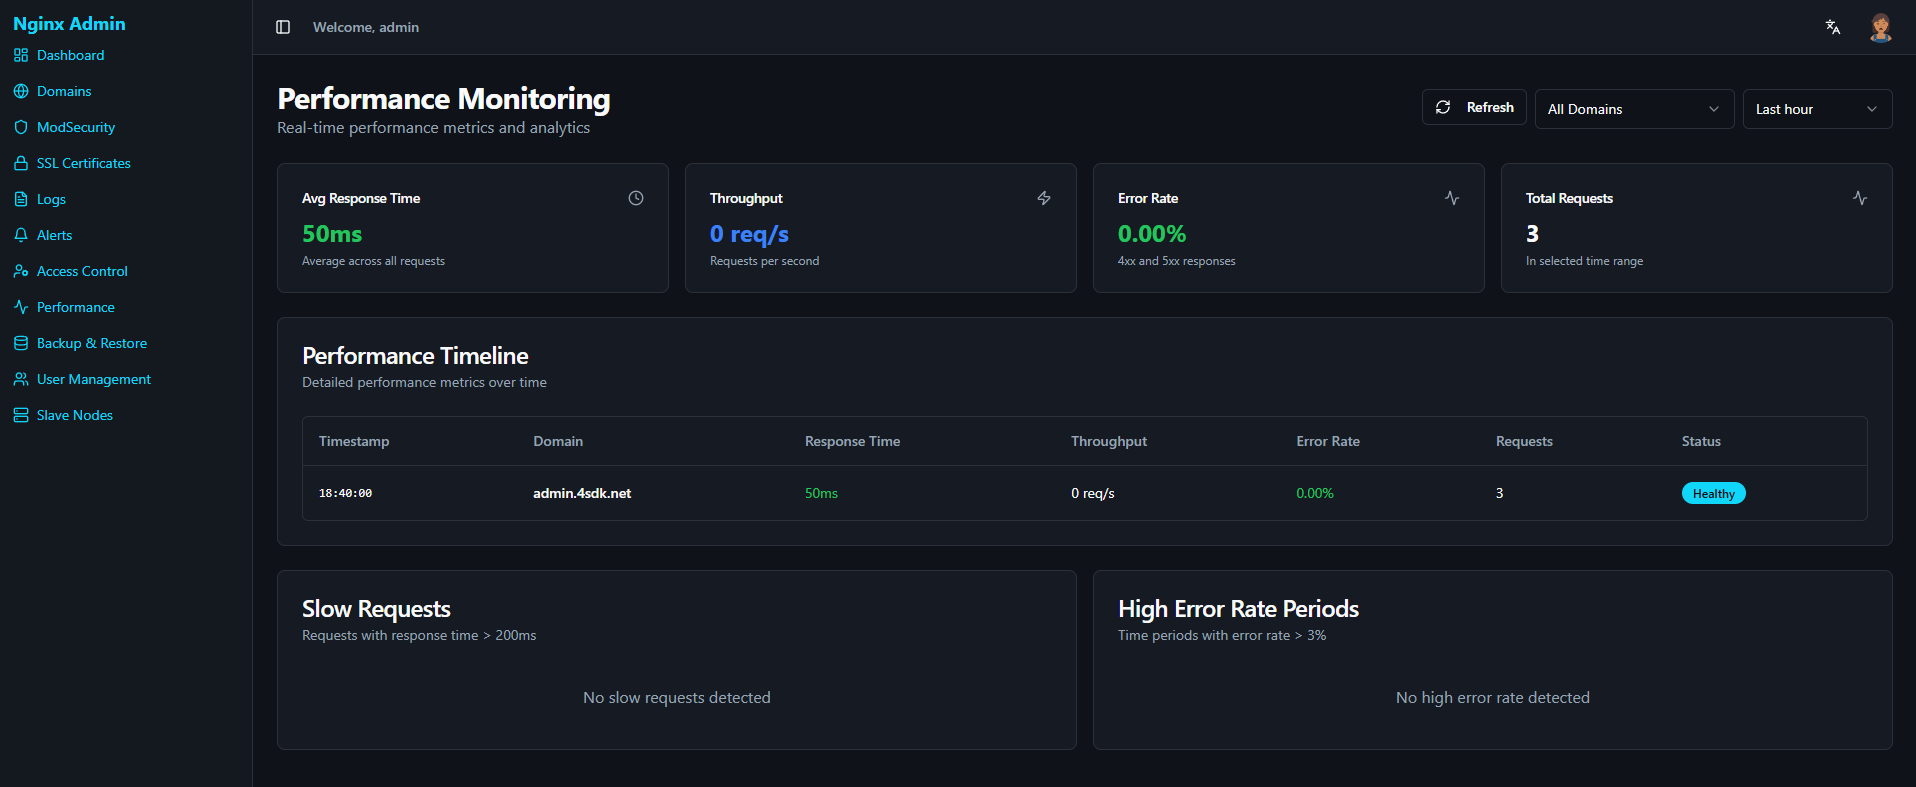 Nginx Admin
Dashboard
Domains
ModSecurity
SSL Certificates
Logs
Alerts
Access Control
Performance
Backup & Restore
User Management
Slave Nodes
Welcome, admin
Performance Monitoring
Real-time performance metrics and analytics
Refresh
All Domains
Last hour
Avg Response Time
50ms
Average across all requests
Throughput
0 req/s
Requests per second
Error Rate
0.00%
4xx and 5xx responses
Total Requests
3
In selected time range
Performance Timeline
Detailed performance metrics over time
Timestamp Domain Response Time Throughput Error Rate Requests Status
18:40:00 admin.4sdk.net 50ms 0 req/s 0.00% 3 Healthy
Slow Requests
Requests with response time > 200ms
No slow requests detected
High Error Rate Periods
Time periods with error rate > 3%
No high error rate detected